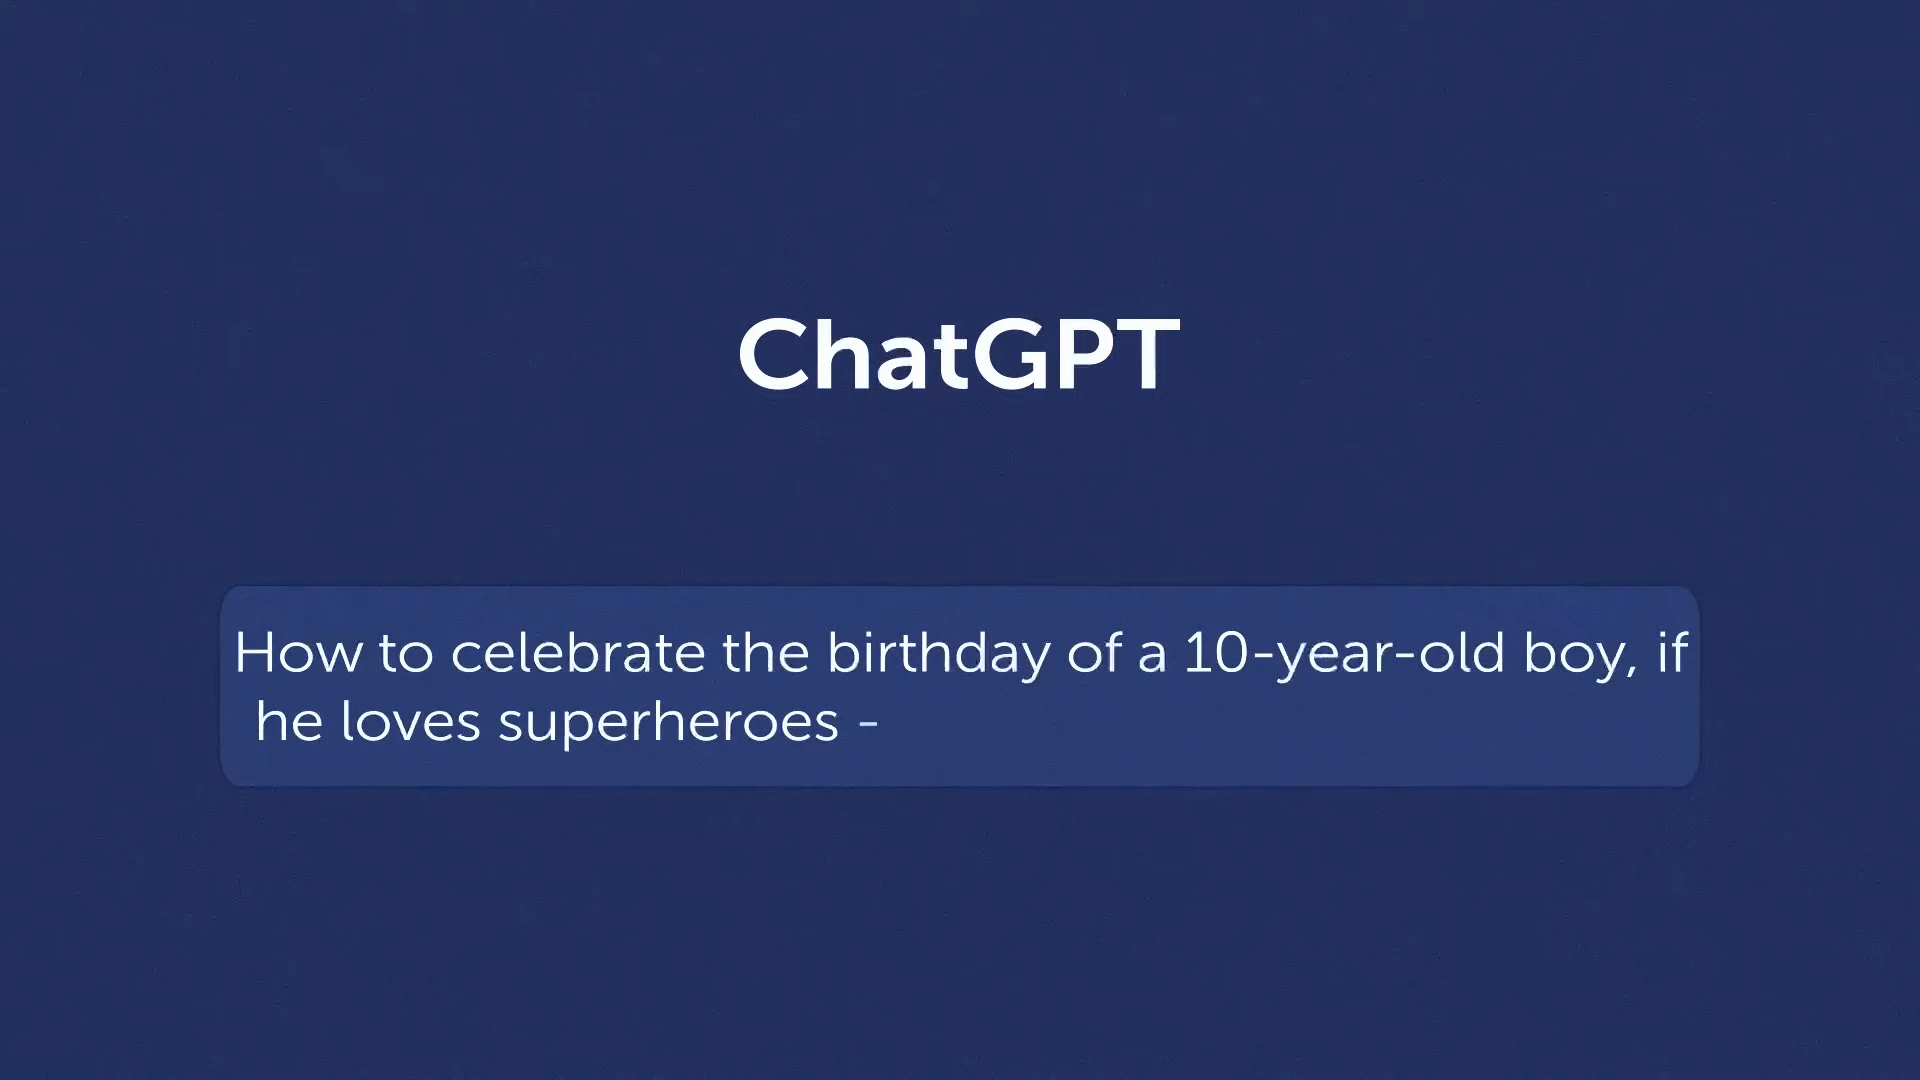 ChatGPT
How to celebrate the birthday of a 10-year-old boy, if
he loves superheroes -